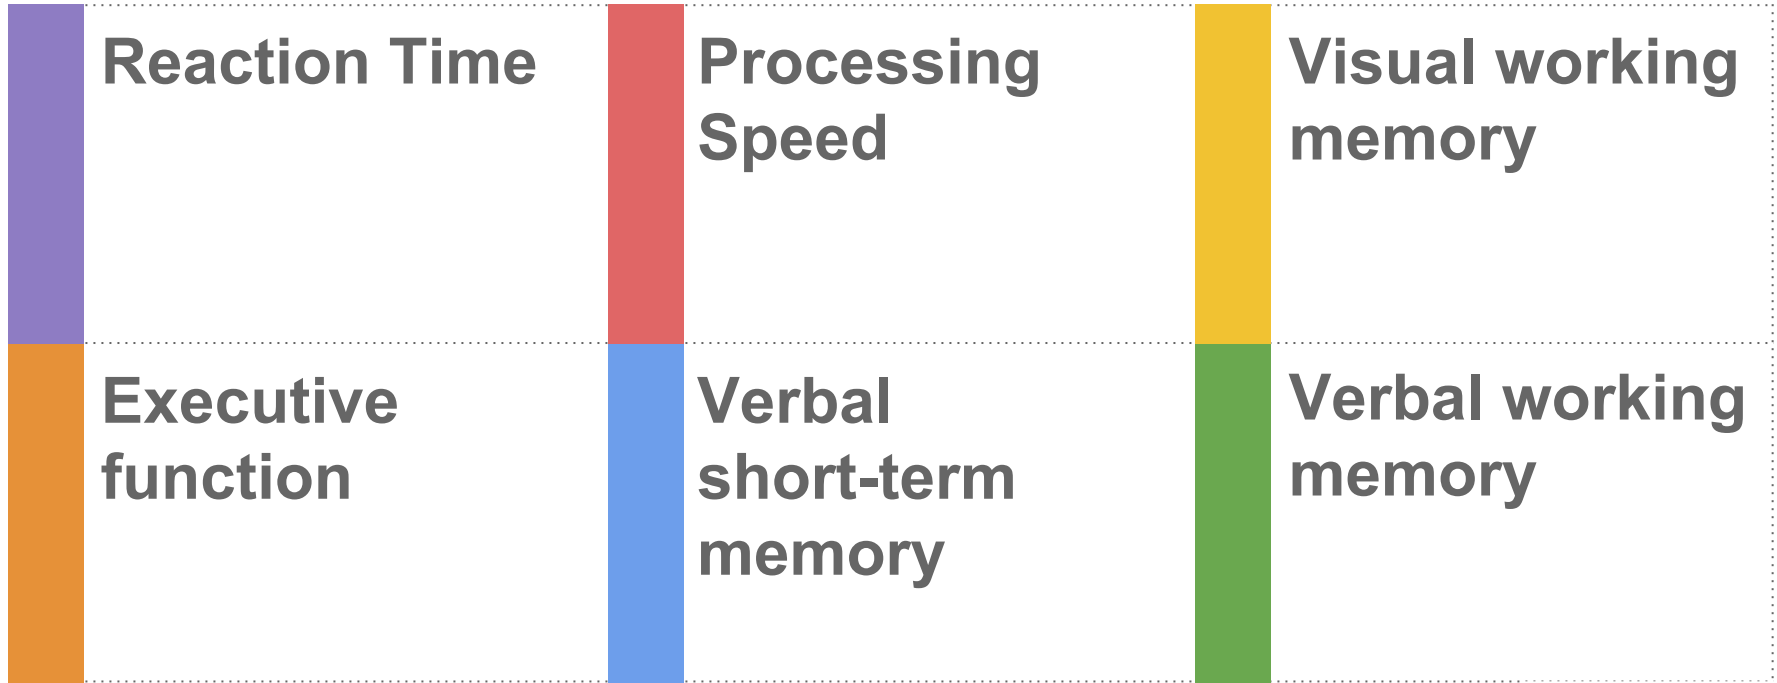 Reaction Time
Processing
Speed
Visual working
memory
Executive
function
Verbal
short-term
memory
Verbal working
memory